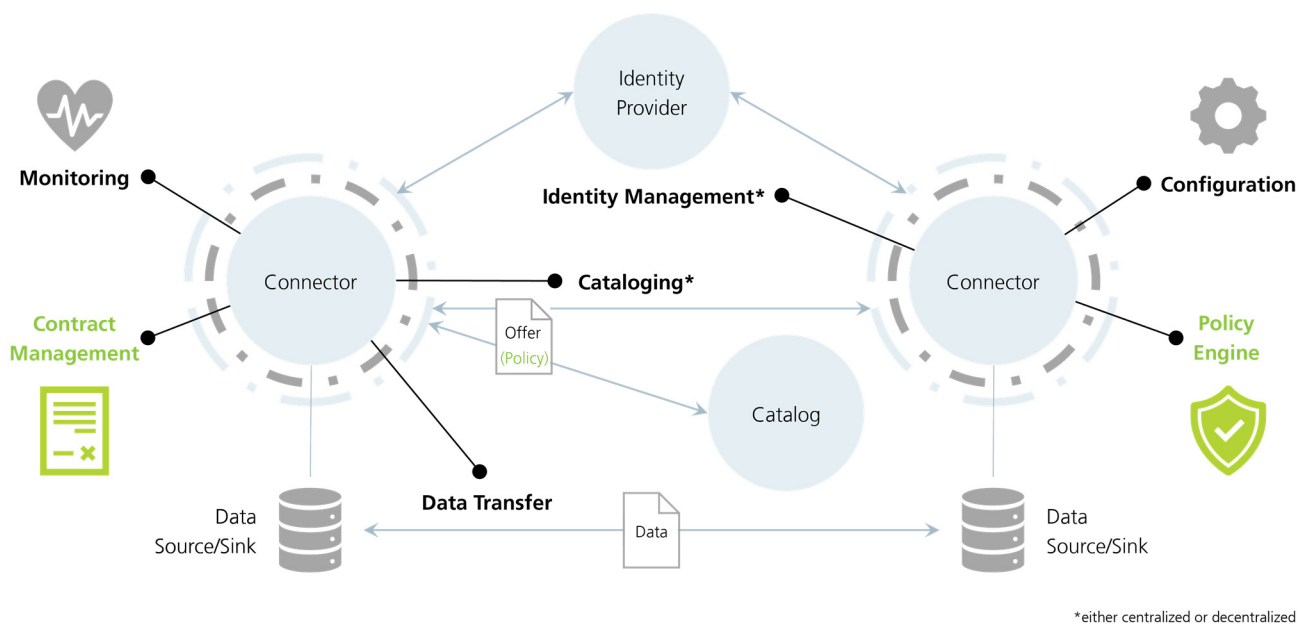 Identity
Provider
Monitoring
Configuration
Identity Management*
Connector
Cataloging*
Connector
Contract
Management
Offer
(Policy)
Policy
Engine
Catalog
Data Transfer
Data
Source/Sink
Data
Data
Source/Sink
*either centralized or decentralized